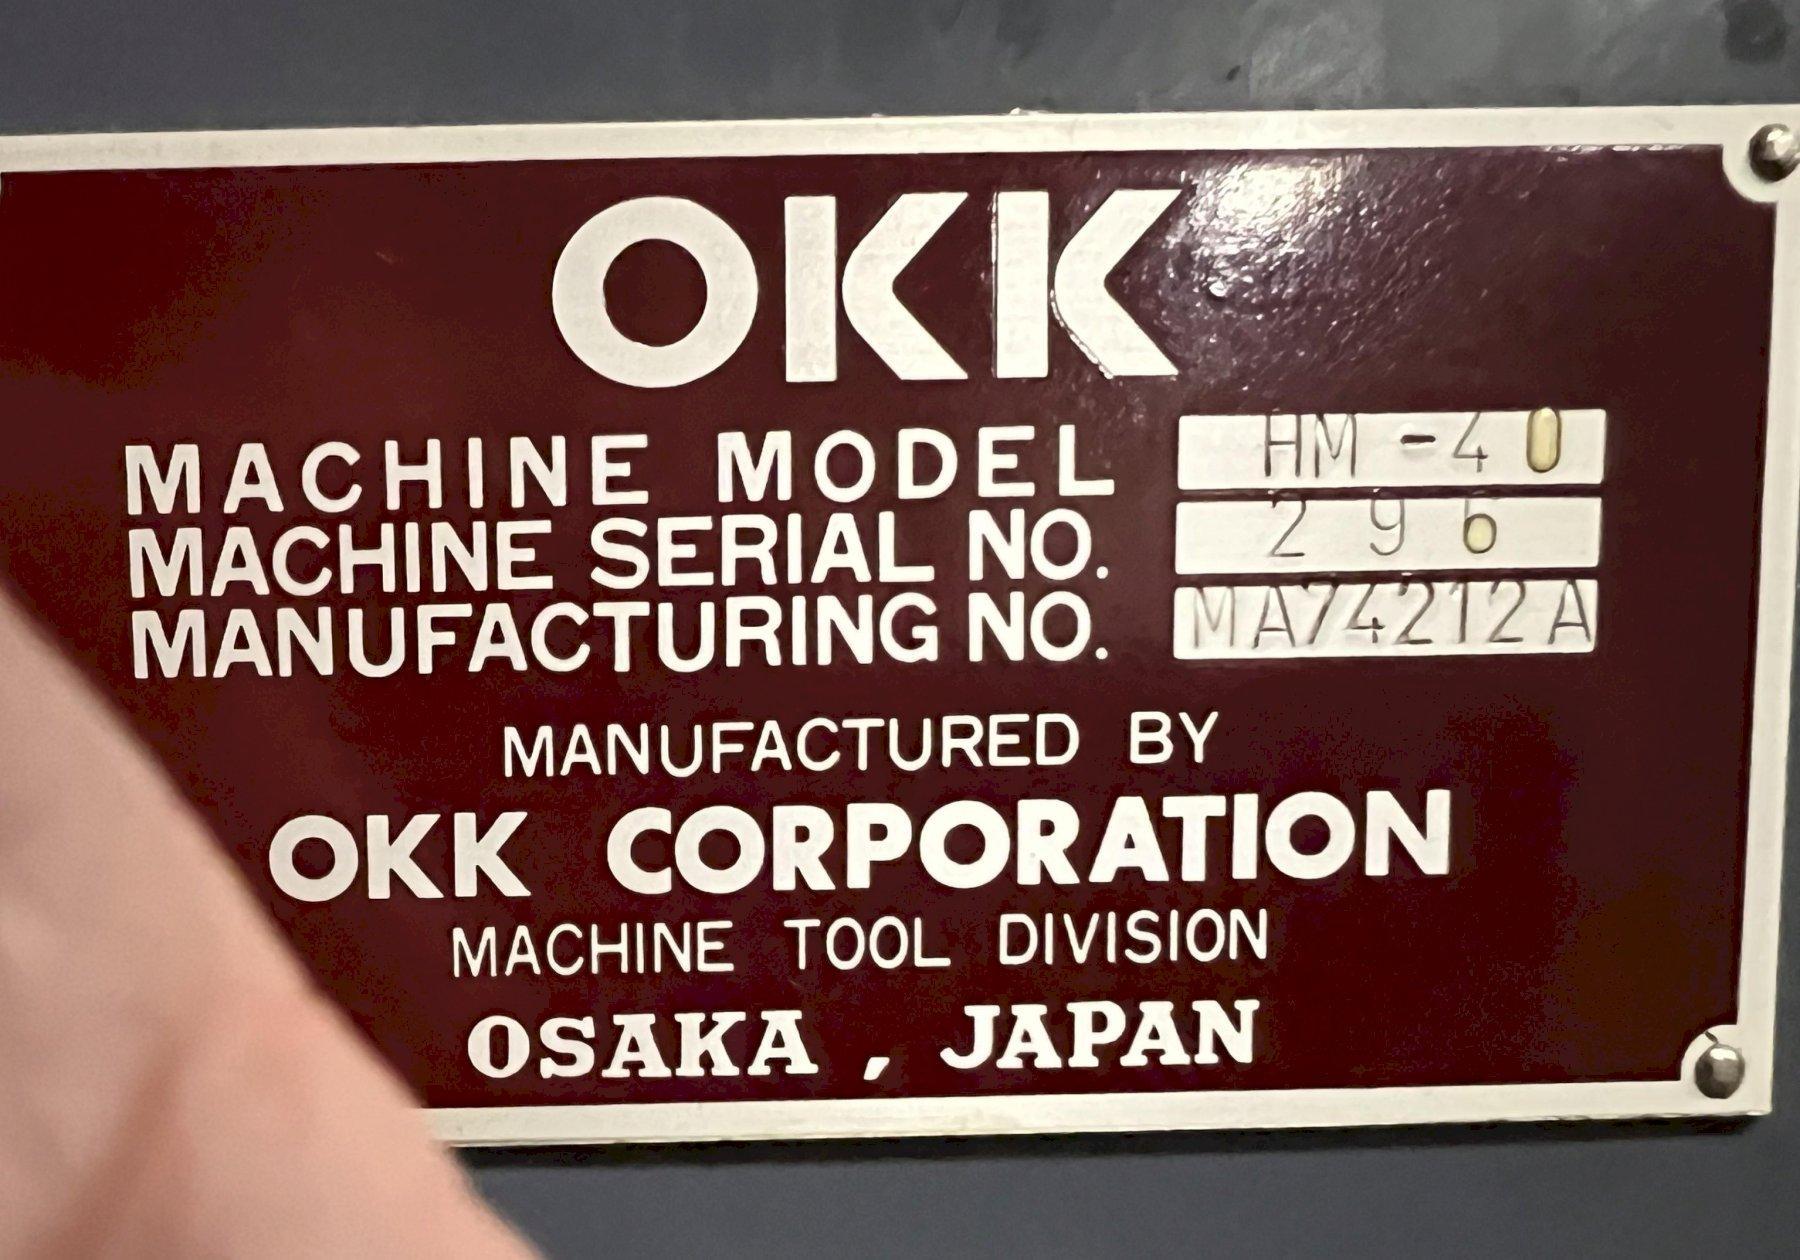 OKK
MACHINE MODEL HM-40
MACHINE SERIAL NO. 296
MANUFACTURING NO. MA74212A
MANUFACTURED BY
OKK CORPORATION
MACHINE TOOL DIVISION
OSAKA, JAPAN